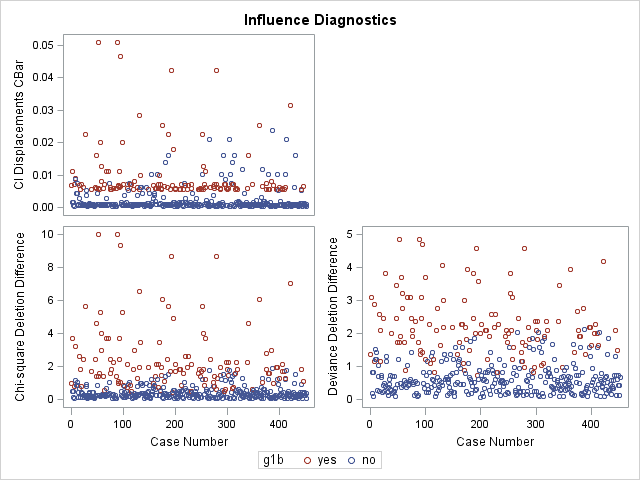 Influence Diagnostics
CI Displacements CBar
0.05
0.04
0.03
0.02
0.01
0.00
Chi-square Deletion Difference
10
8
6
4
2
0
0 100 200 300 400
Case Number
Deviance Deletion Difference
5
4
3
2
1
0
0 100 200 300 400
Case Number
g1b yes no